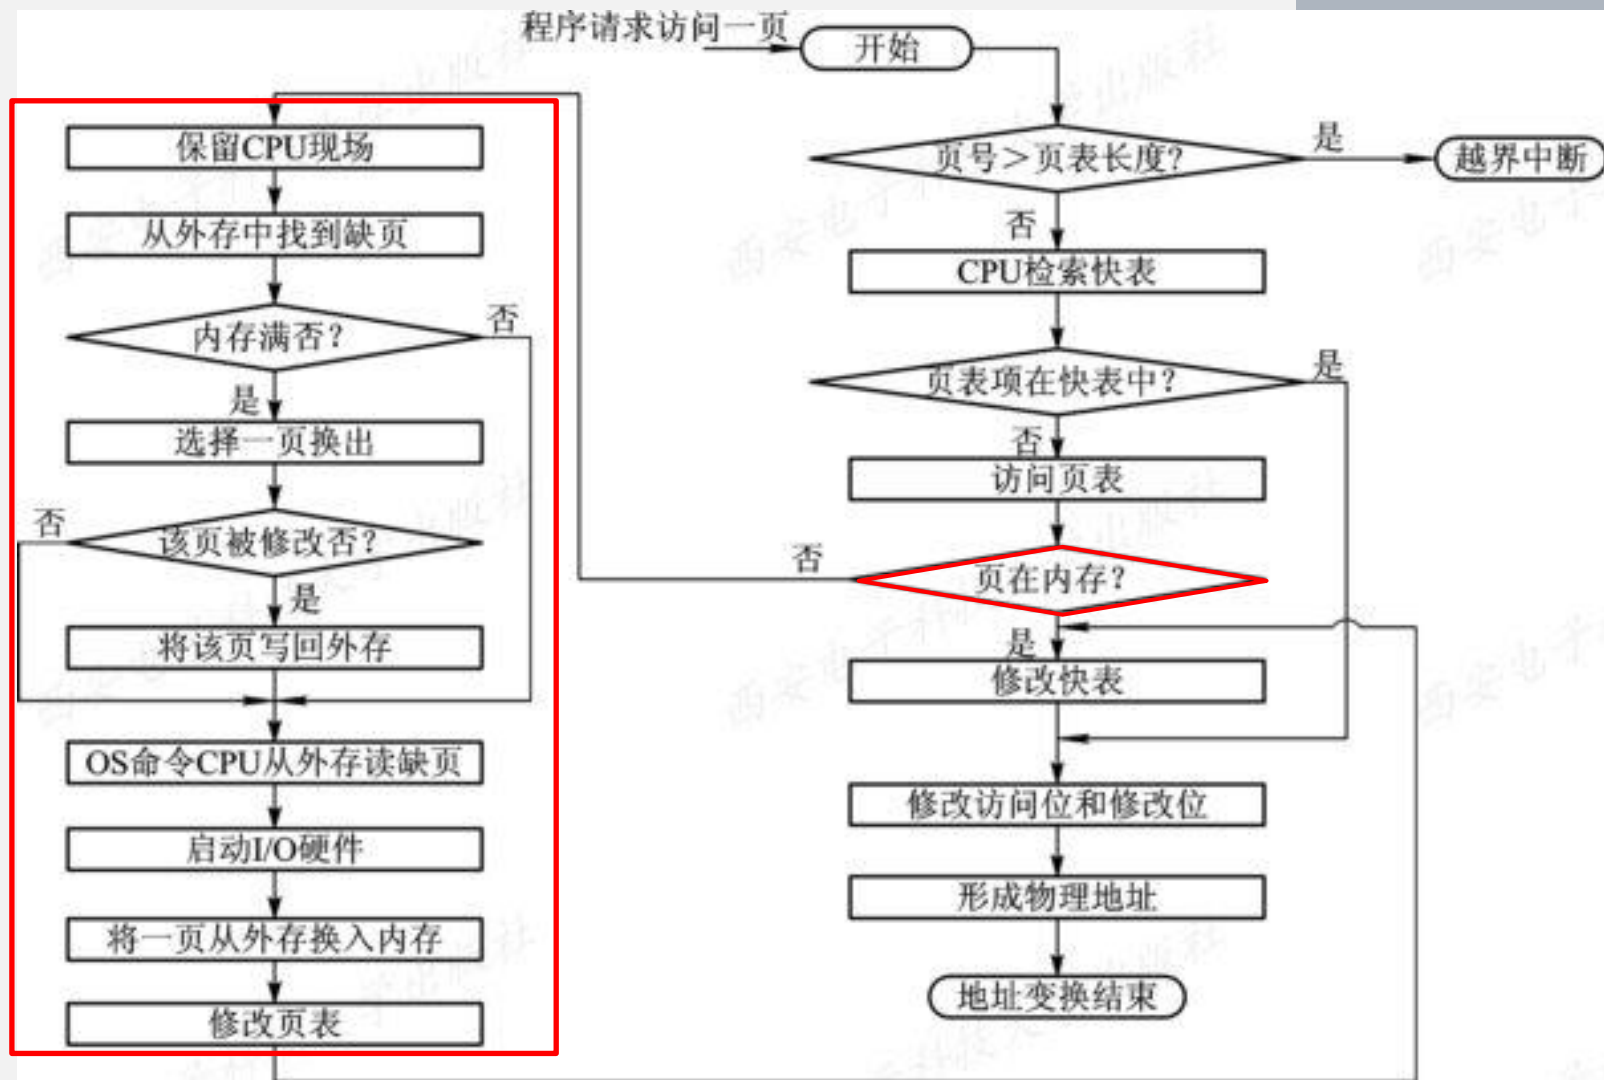 程序请求访问一页
开始
页号＞页表长度?
是
越界中断
否
CPU检索快表
页表项在快表中?
是
否
访问页表
页在内存?
否
是
修改快表
修改访问位和修改位
形成物理地址
地址变换结束
保留CPU现场
从外存中找到缺页
内存满否?
否
是
选择一页换出
该页被修改否?
否
是
将该页写回外存
OS命令CPU从外存读缺页
启动I/O硬件
将一页从外存换入内存
修改页表